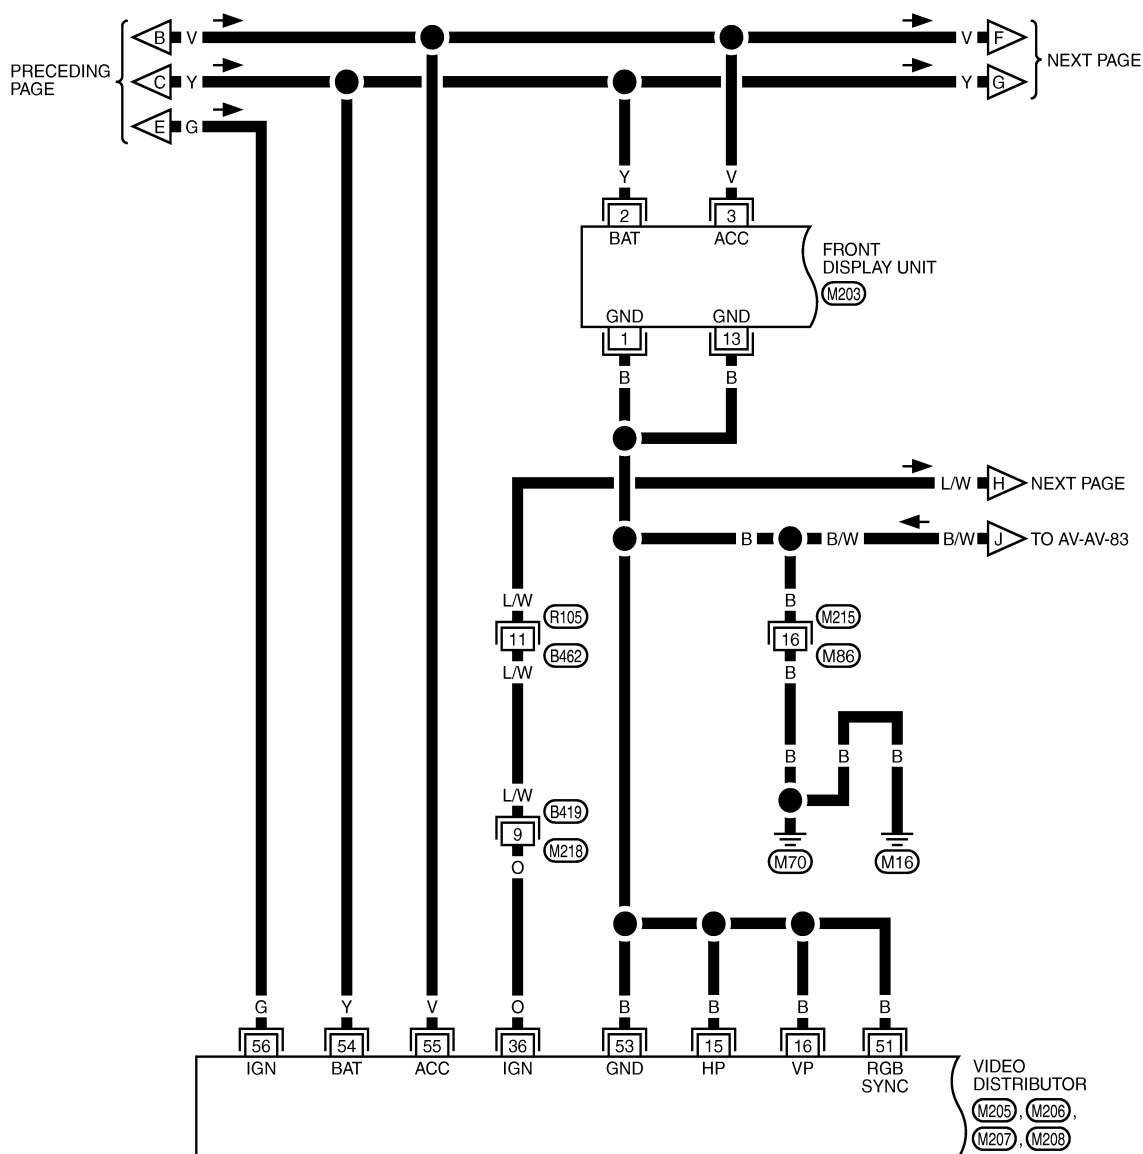 B V V F
PRECEDING
PAGE
NEXT PAGE
C Y Y G
E G
Y V
2 3
BAT ACC
FRONT
DISPLAY UNIT
M203
GND GND
1 13
B B
L/W H NEXT PAGE
B B/W B/W J TO AV-AV-83
L/W B
R105 M215
11 16
B462 M86
L/W B
B B B
L/W
B419
9
M218
O
M70 M16
G Y V O B B B B
56 54 55 36 53 15 16 51
IGN BAT ACC IGN GND HP VP RGB
SYNC
VIDEO
DISTRIBUTOR
M205 , M206 ,
M207 , M208